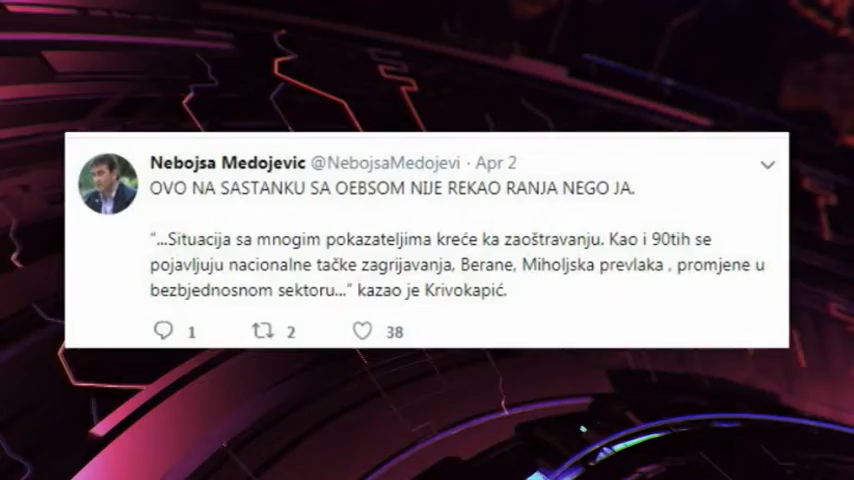 Nebojsa Medojevic @NebojsaMedojevi · Apr 2
OVO NA SASTANKU SA OEBSOM NIJE REKAO RANJA NEGO JA.
"...Situacija sa mnogim pokazateljima kreće ka zaoštravanju. Kao i 90tih se
pojavljuju nacionalne tačke zagrijavanja, Berane, Miholjska prevlaka , promjene u
bezbjednosnom sektoru..." kazao je Krivokapić.
1 2 38